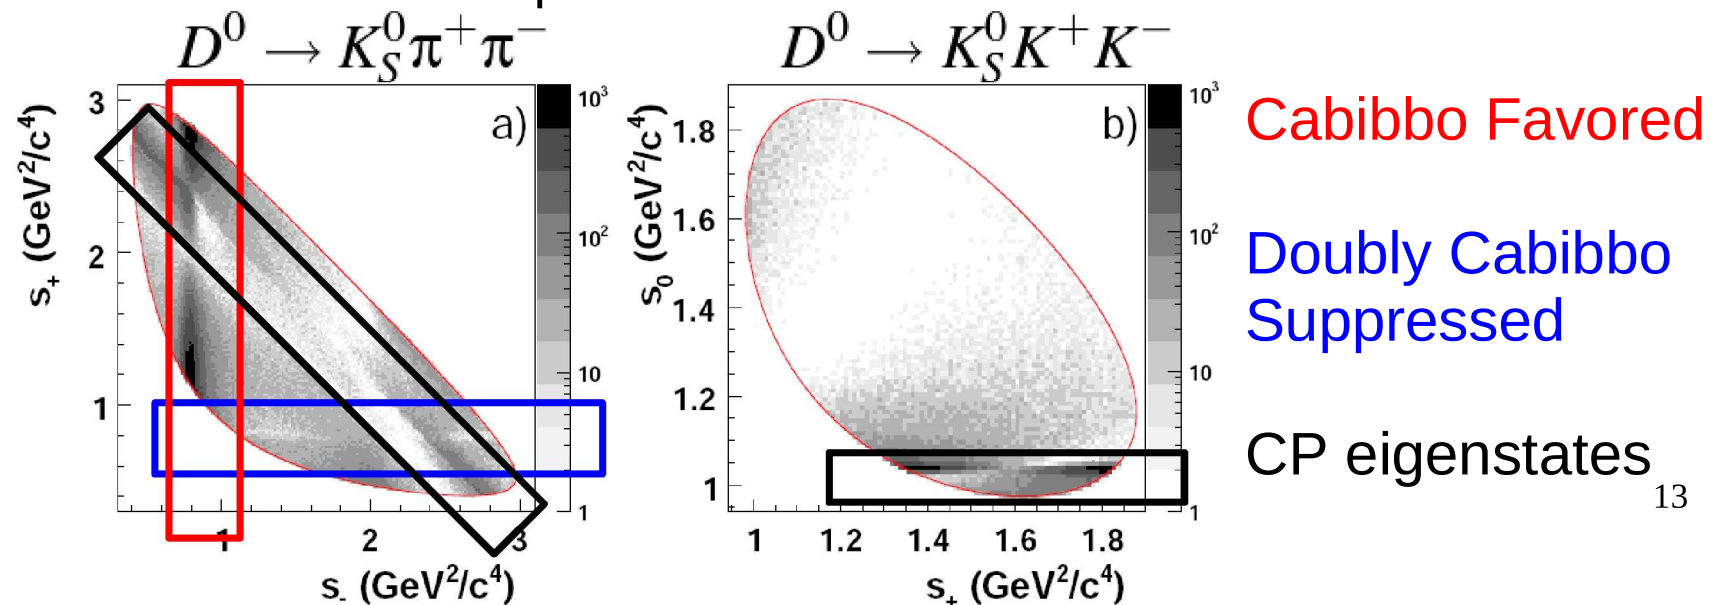 D⁰ → K⁰_S π⁺π⁻
D⁰ → K⁰_S K⁺K⁻
a)
s₊ (GeV²/c⁴)
3
2
1
1
2
3
s₋ (GeV²/c⁴)
10³
10²
10
1
b)
s₀ (GeV²/c⁴)
1.8
1.6
1.4
1.2
1
1
1.2
1.4
1.6
1.8
s₊ (GeV²/c⁴)
10³
10²
10
1
Cabibbo Favored
Doubly Cabibbo
Suppressed
CP eigenstates
13